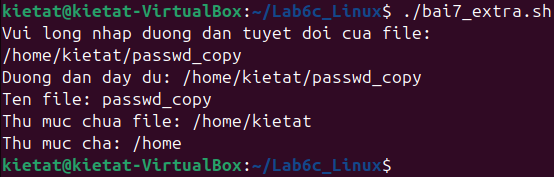 kietat@kietat-VirtualBox:~/Lab6c_Linux$ ./bai7_extra.sh
Vui long nhap duong dan tuyet doi cua file:
/home/kietat/passwd_copy
Duong dan day du: /home/kietat/passwd_copy
Ten file: passwd_copy
Thu muc chua file: /home/kietat
Thu muc cha: /home
kietat@kietat-VirtualBox:~/Lab6c_Linux$